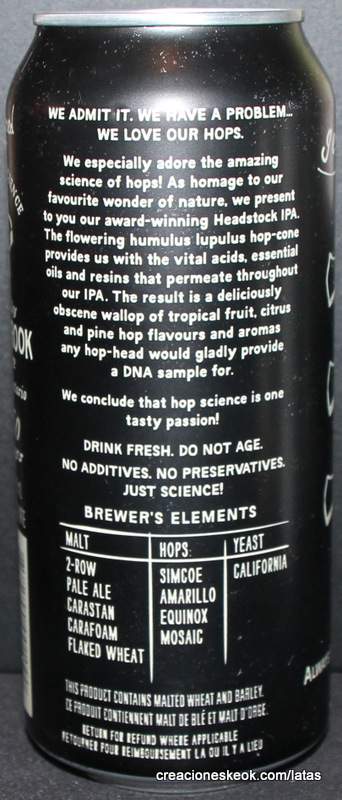 WE ADMIT IT. WE HAVE A PROBLEM...
WE LOVE OUR HOPS.
We especially adore the amazing
science of hops! As homage to our
favourite wonder of nature, we present
to you our award-winning Headstock IPA.
The flowering humulus lupulus hop-cone
provides us with the vital acids, essential
oils and resins that permeate throughout
our IPA. The result is a deliciously
obscene wallop of tropical fruit, citrus
and pine hop flavours and aromas
any hop-head would gladly provide
a DNA sample for.
We conclude that hop science is one
tasty passion!
DRINK FRESH. DO NOT AGE.
NO ADDITIVES. NO PRESERVATIVES.
JUST SCIENCE!
BREWER'S ELEMENTS
MALT HOPS YEAST
2-ROW SIMCOE CALIFORNIA
PALE ALE AMARILLO
CARASTAN EQUINOX
CARAFOAM MOSAIC
FLAKED WHEAT
THIS PRODUCT CONTAINS MALTED WHEAT AND BARLEY.
CE PRODUIT CONTIENNENT MALT DE BLÉ ET MALT D'ORGE.
RETURN FOR REFUND WHERE APPLICABLE
RETOURNER POUR REIMBOURSEMENT LA OU IL Y A LIEU
creacioneskeok.com/latas